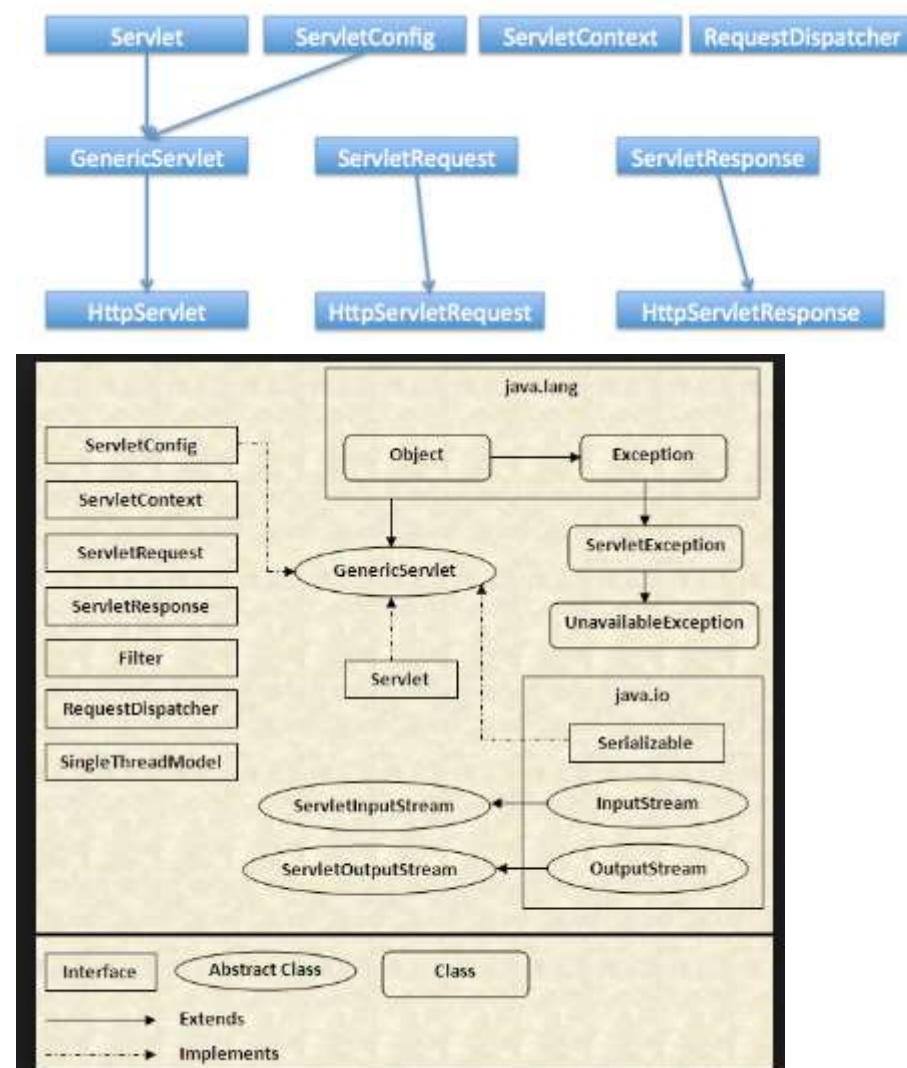 Servlet ServletConfig ServletContext RequestDispatcher
GenericServlet ServletRequest ServletResponse
HttpServlet HttpServletRequest HttpServletResponse
java.lang
ServletConfig
Object Exception
ServletContext
ServletRequest
ServletException
GenericServlet
ServletResponse
UnavailableException
Filter
Servlet
java.io
RequestDispatcher
Serializable
SingleThreadModel
ServletInputStream InputStream
ServletOutputStream OutputStream
Interface Abstract Class Class
Extends
Implements